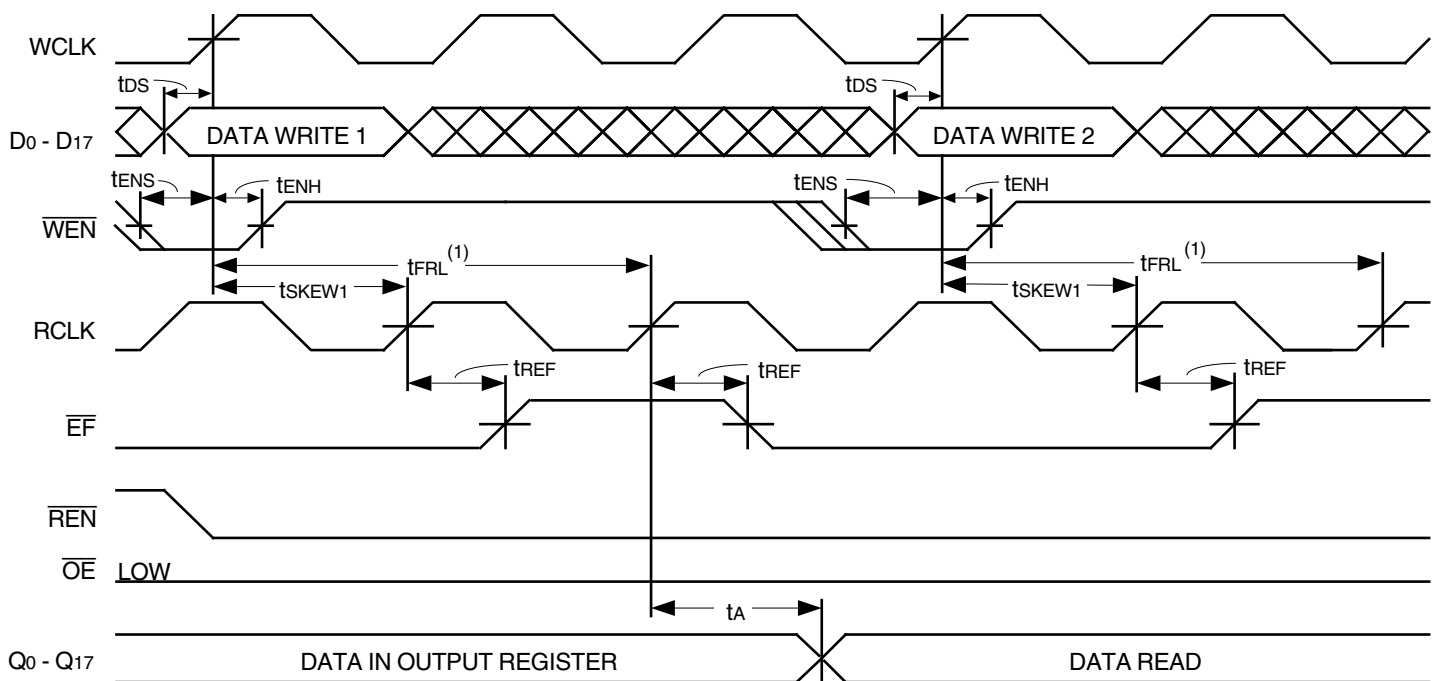 WCLK
tDS
tDS
D0 - D17
DATA WRITE 1
DATA WRITE 2
tENS
tENH
tENS
tENH
WEN
tFRL(1)
tFRL(1)
tSKEW1
tSKEW1
RCLK
tREF
tREF
tREF
EF
REN
OE
LOW
tA
Q0 - Q17
DATA IN OUTPUT REGISTER
DATA READ